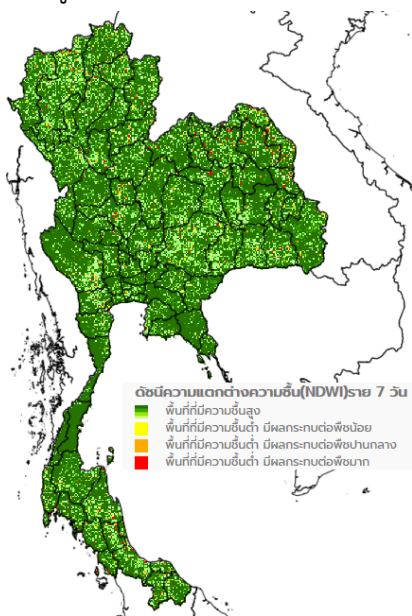 ดัชนีความแตกต่างความชื้น(NDWI)ราย 7 วัน
พื้นที่ที่มีความชื้นสูง
พื้นที่ที่มีความชื้นต่ำ มีผลกระทบต่อพืชน้อย
พื้นที่ที่มีความชื้นต่ำ มีผลกระทบต่อพืชปานกลาง
พื้นที่ที่มีความชื้นต่ำ มีผลกระทบต่อพืชมาก